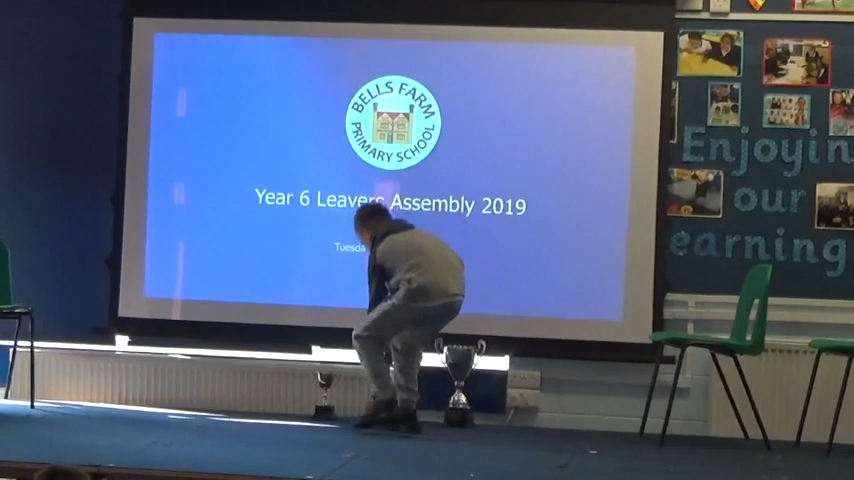 BELLS FARM
PRIMARY SCHOOL
Year 6 Leavers Assembly 2019
Tuesda
Enjoyin
our
earning